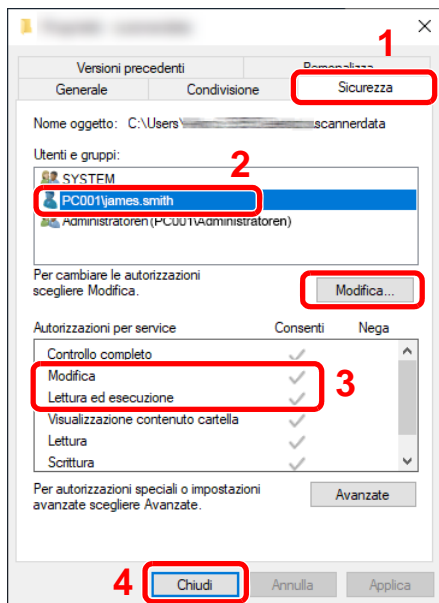 1
Versioni precedenti
Personalizza
Generale
Condivisione
Sicurezza
Nome oggetto: C:\Users\ scannerdata
Utenti e gruppi:
2
SYSTEM
PC001\james.smith
Administratoren (PC001\Administratoren)
Per cambiare le autorizzazioni
scegliere Modifica.
Modifica...
Autorizzazioni per service
Consenti
Nega
Controllo completo
Modifica
Lettura ed esecuzione
3
Visualizzazione contenuto cartella
Lettura
Scrittura
Per autorizzazioni speciali o impostazioni
avanzate scegliere Avanzate.
Avanzate
4
Chiudi
Annulla
Applica